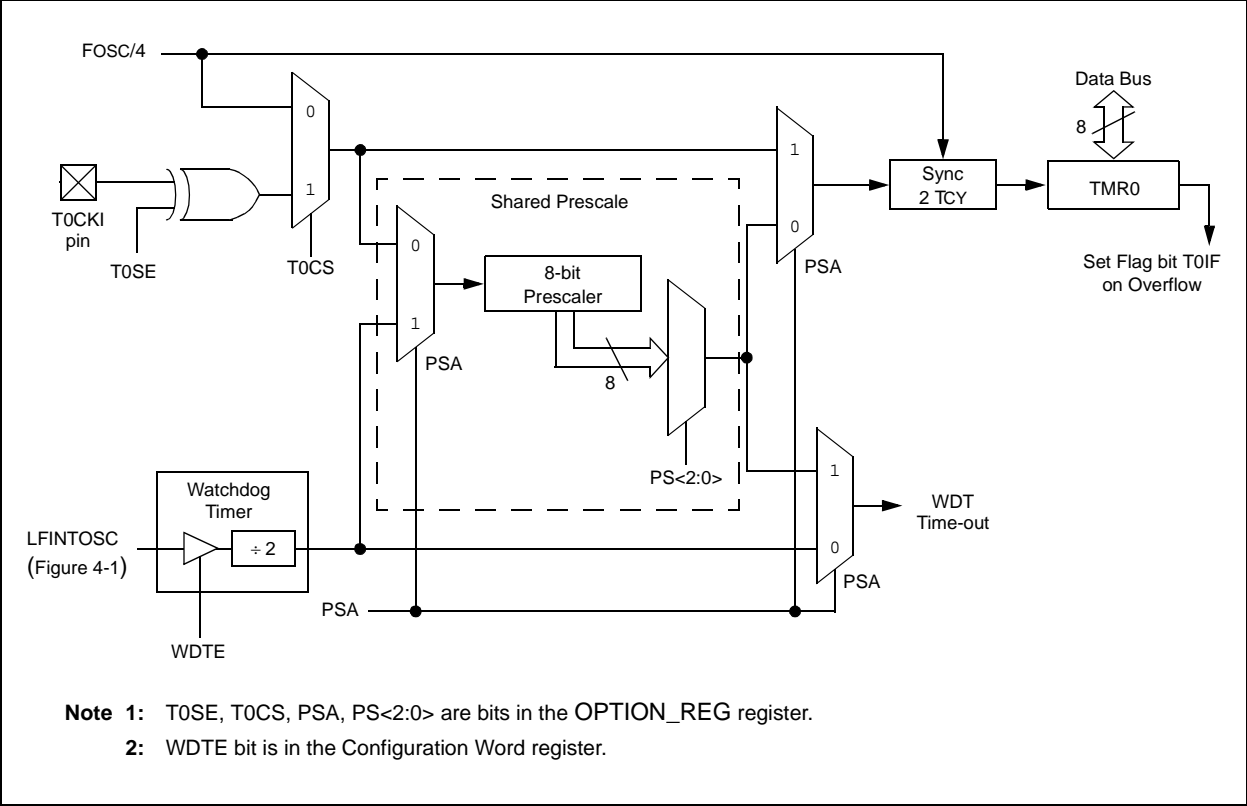 FOSC/4
Data Bus
8
0
1
T0CKI
pin
T0SE
T0CS
Shared Prescale
0
1
PSA
8-bit
Prescaler
8
PS<2:0>
1
0
PSA
Sync
2 TCY
TMR0
Set Flag bit T0IF
on Overflow
Watchdog
Timer
LFINTOSC
(Figure 4-1)
÷ 2
WDTE
PSA
1
0
PSA
WDT
Time-out
Note 1: T0SE, T0CS, PSA, PS<2:0> are bits in the OPTION_REG register.
2: WDTE bit is in the Configuration Word register.